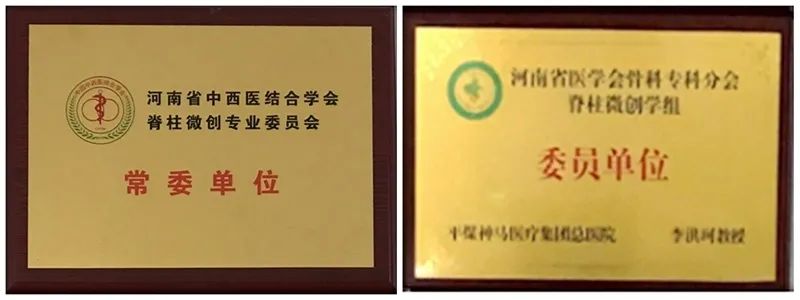 河南省中西医结合学会
脊柱微创专业委员会
常委单位
河南省医学会骨科专科分会
脊柱微创学组
委员单位
平煤神马医疗集团总医院
李洪珂教授